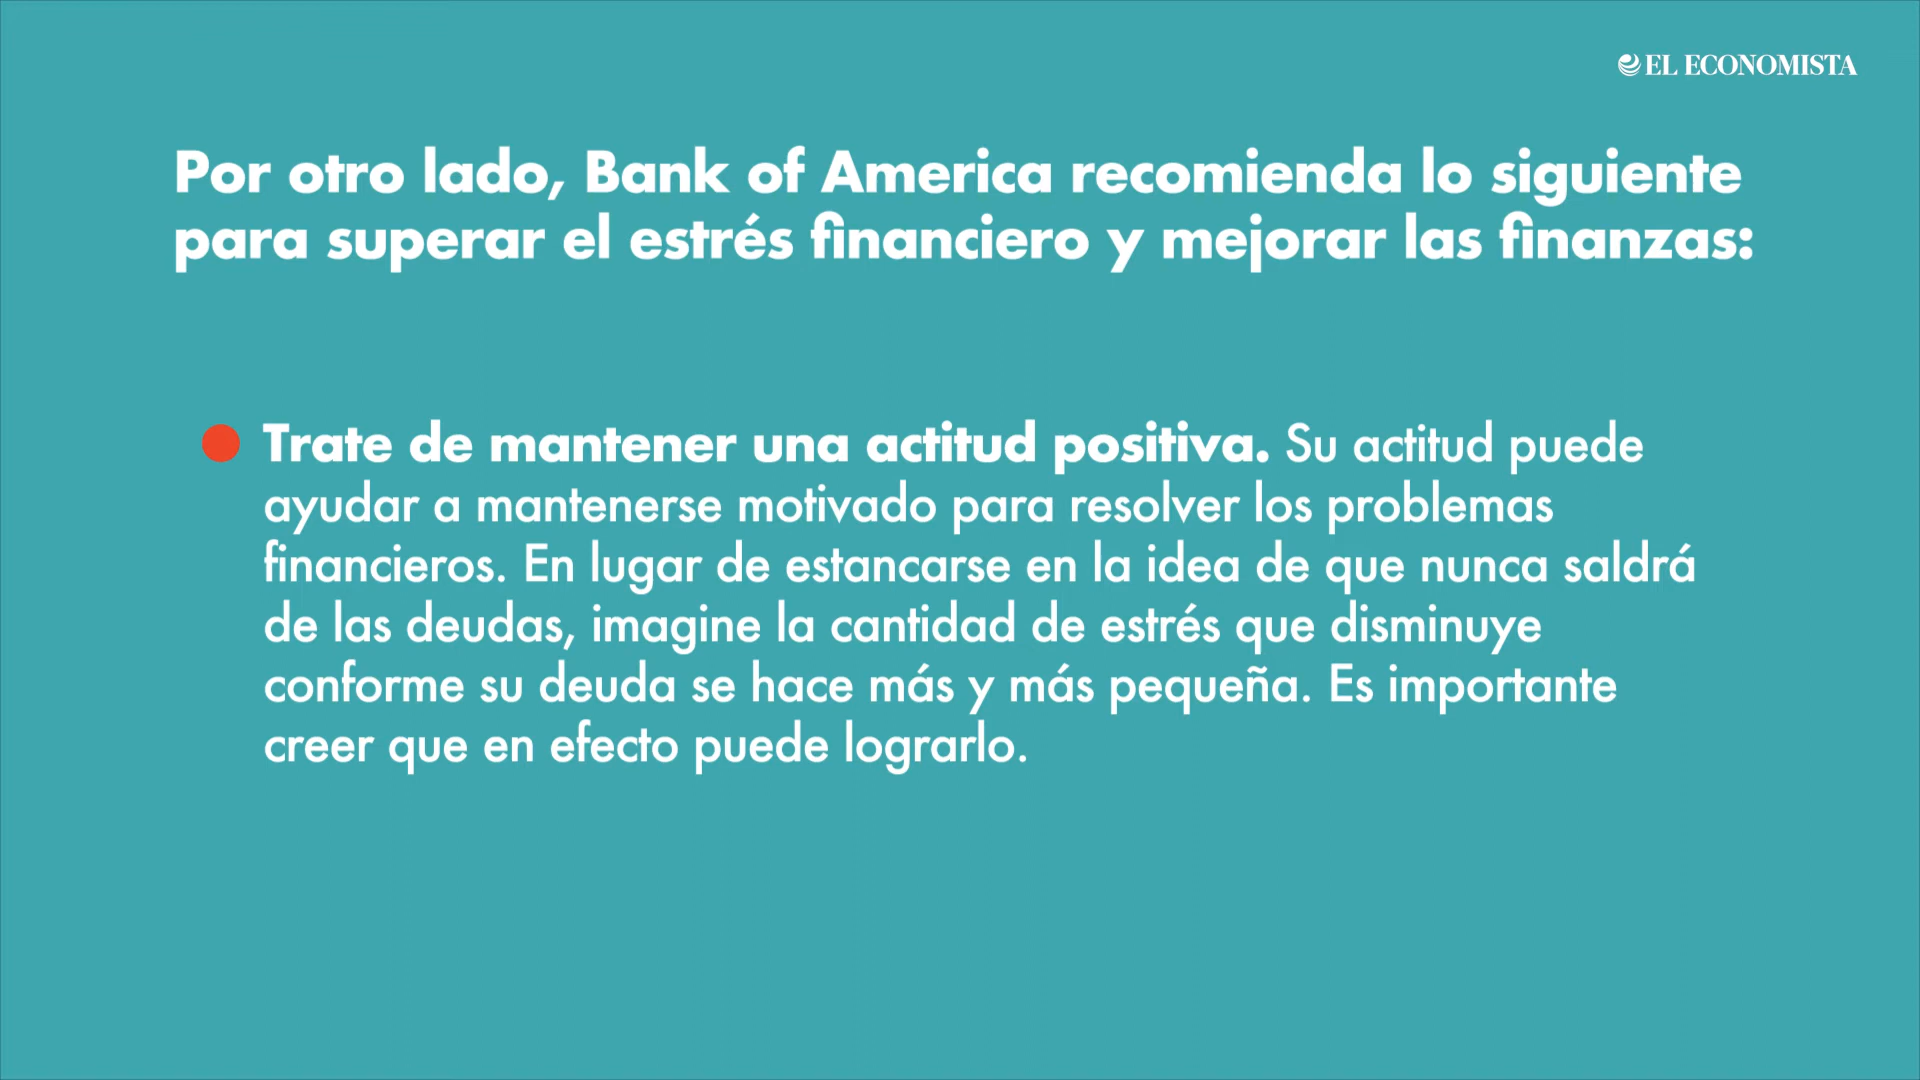 EL ECONOMISTA
Por otro lado, Bank of America recomienda lo siguiente
para superar el estrés financiero y mejorar las finanzas:
Trate de mantener una actitud positiva. Su actitud puede
ayudar a mantenerse motivado para resolver los problemas
financieros. En lugar de estancarse en la idea de que nunca saldrá
de las deudas, imagine la cantidad de estrés que disminuye
conforme su deuda se hace más y más pequeña. Es importante
creer que en efecto puede lograrlo.